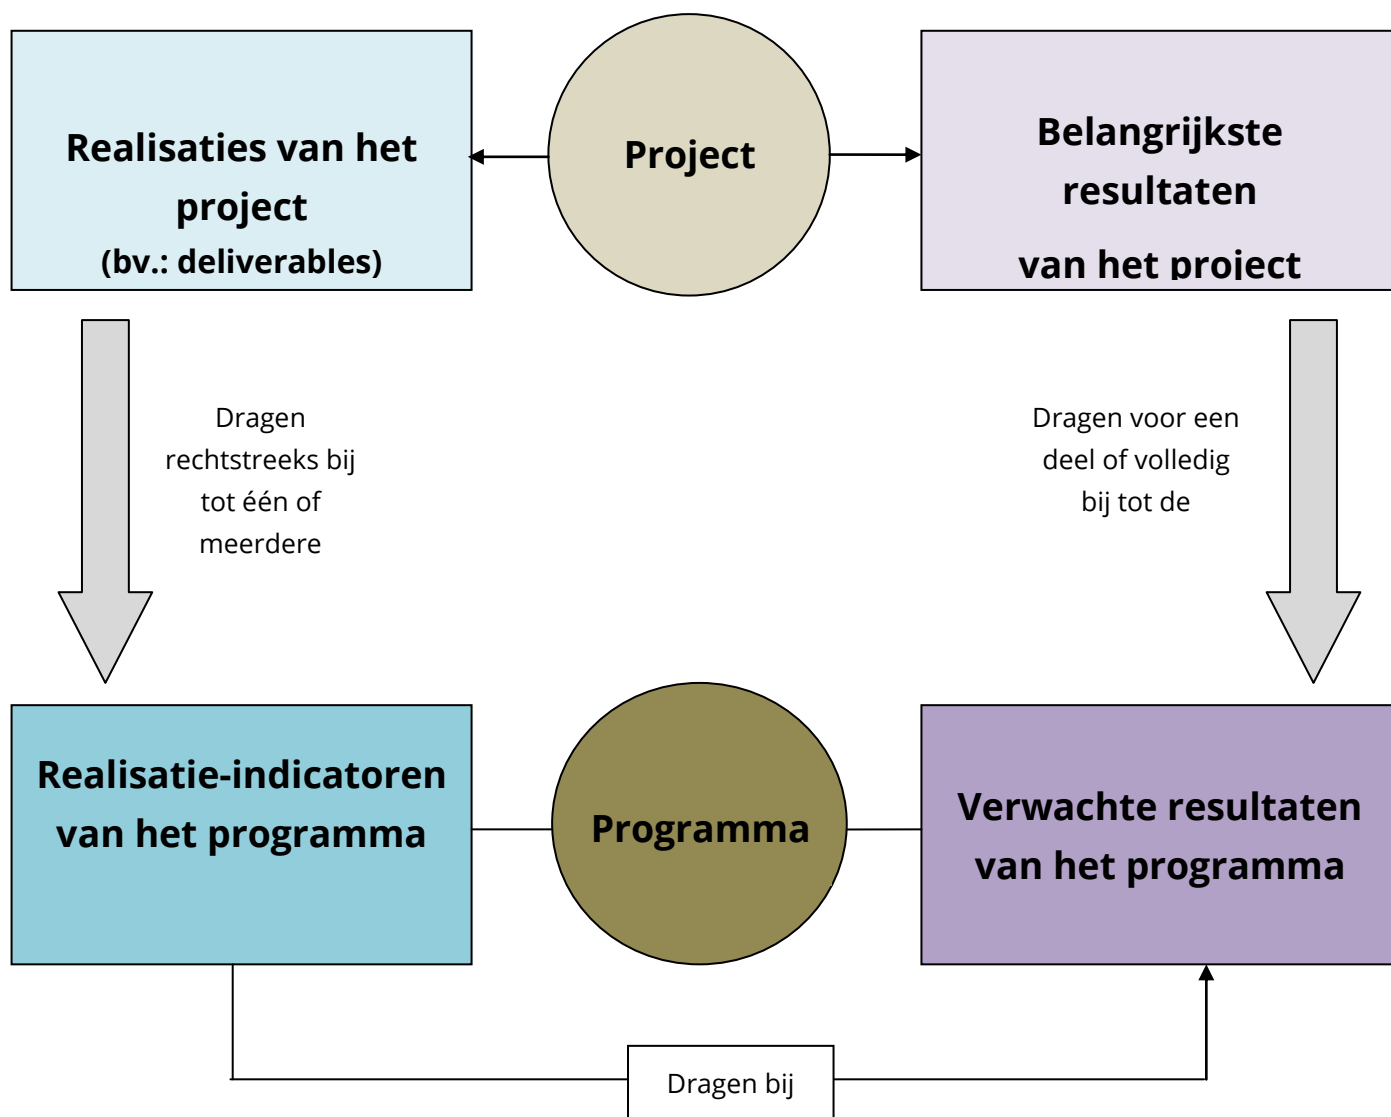 Realisaties van het
project
(bv.: deliverables)
Project
Belangrijkste
resultaten
van het project
Dragen
rechtstreeks bij
tot één of
meerdere
Dragen voor een
deel of volledig
bij tot de
Realisatie-indicatoren
van het programma
Programma
Verwachte resultaten
van het programma
Dragen bij